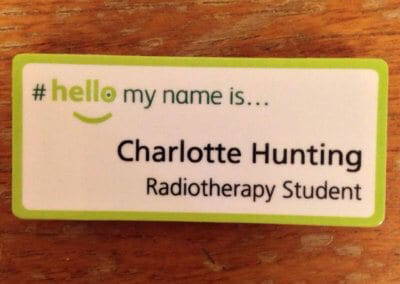 #hello my name is...
Charlotte Hunting
Radiotherapy Student